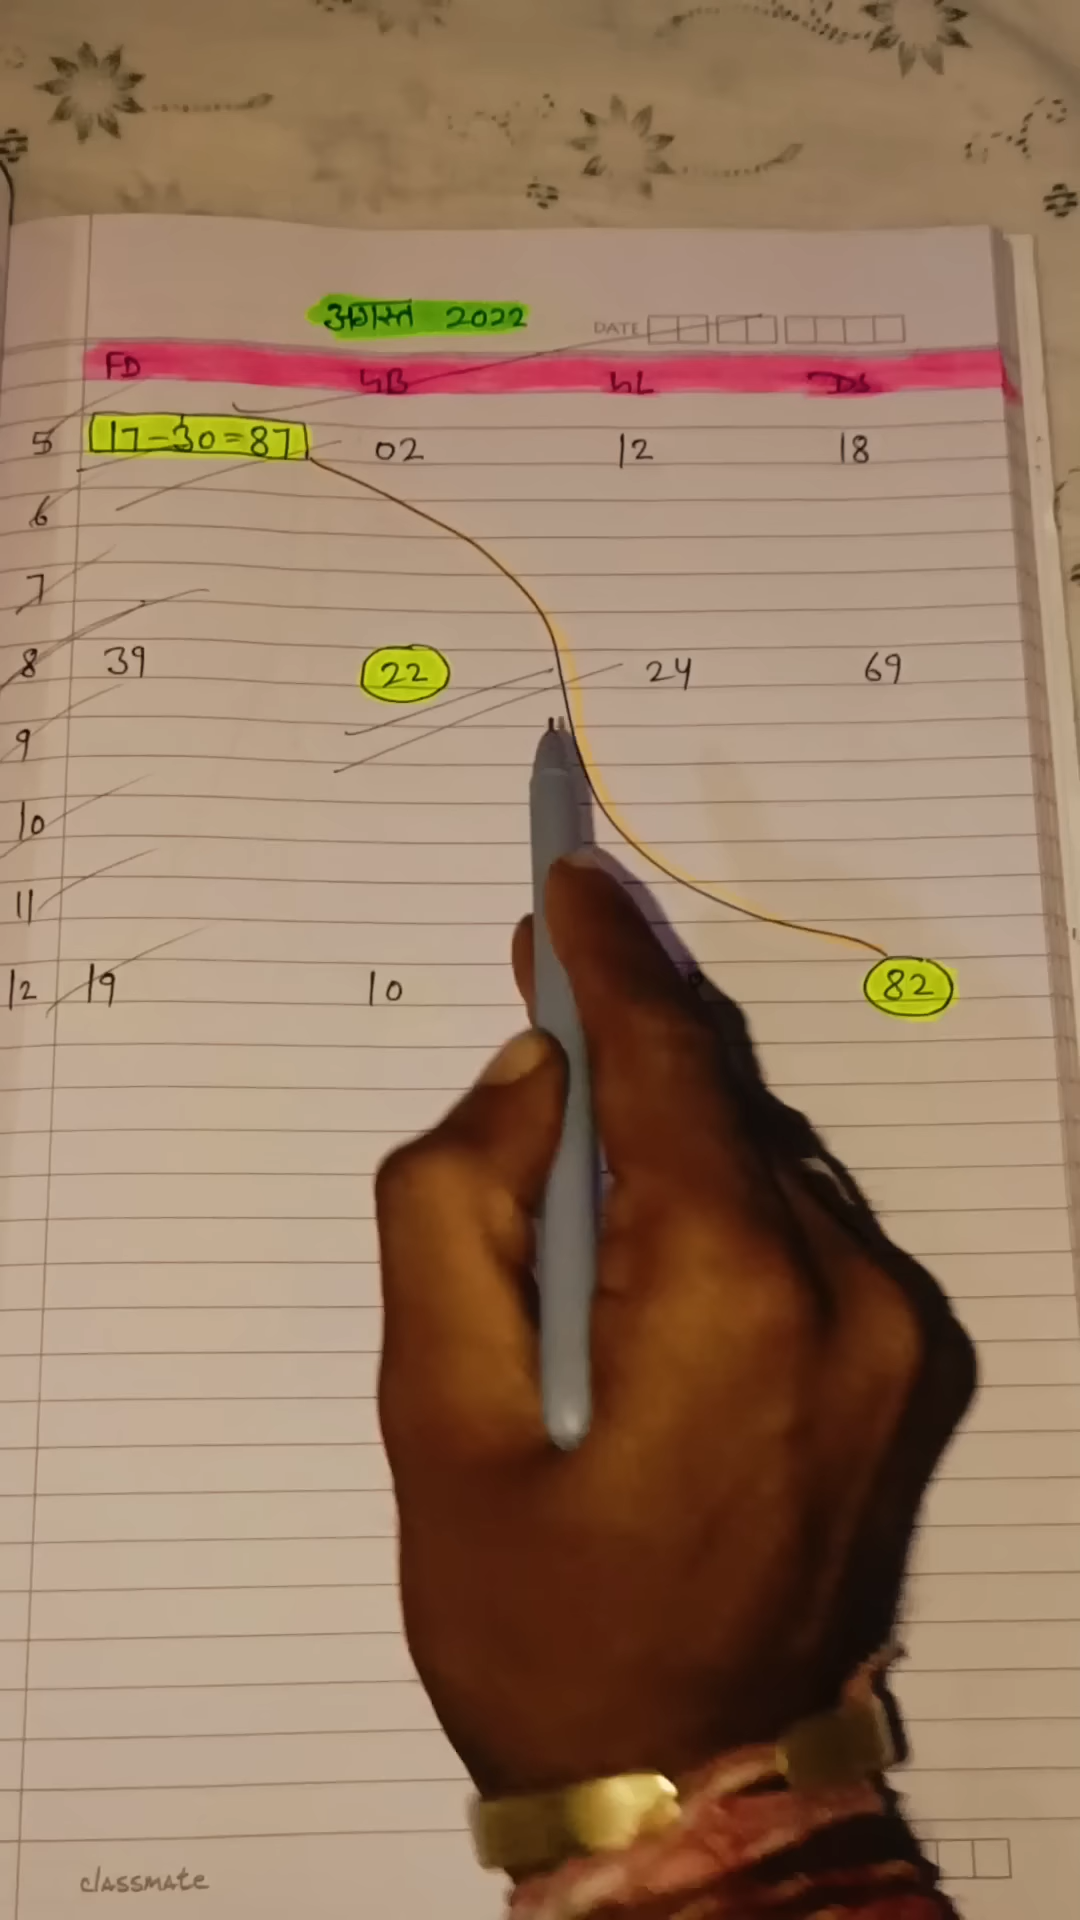 अगस्त 2022
DATE
FD GB GL DS
5 17-30=87 02 12 18
6
7
8 39 22 24 69
9
10
11
12 19 10 82
classmate